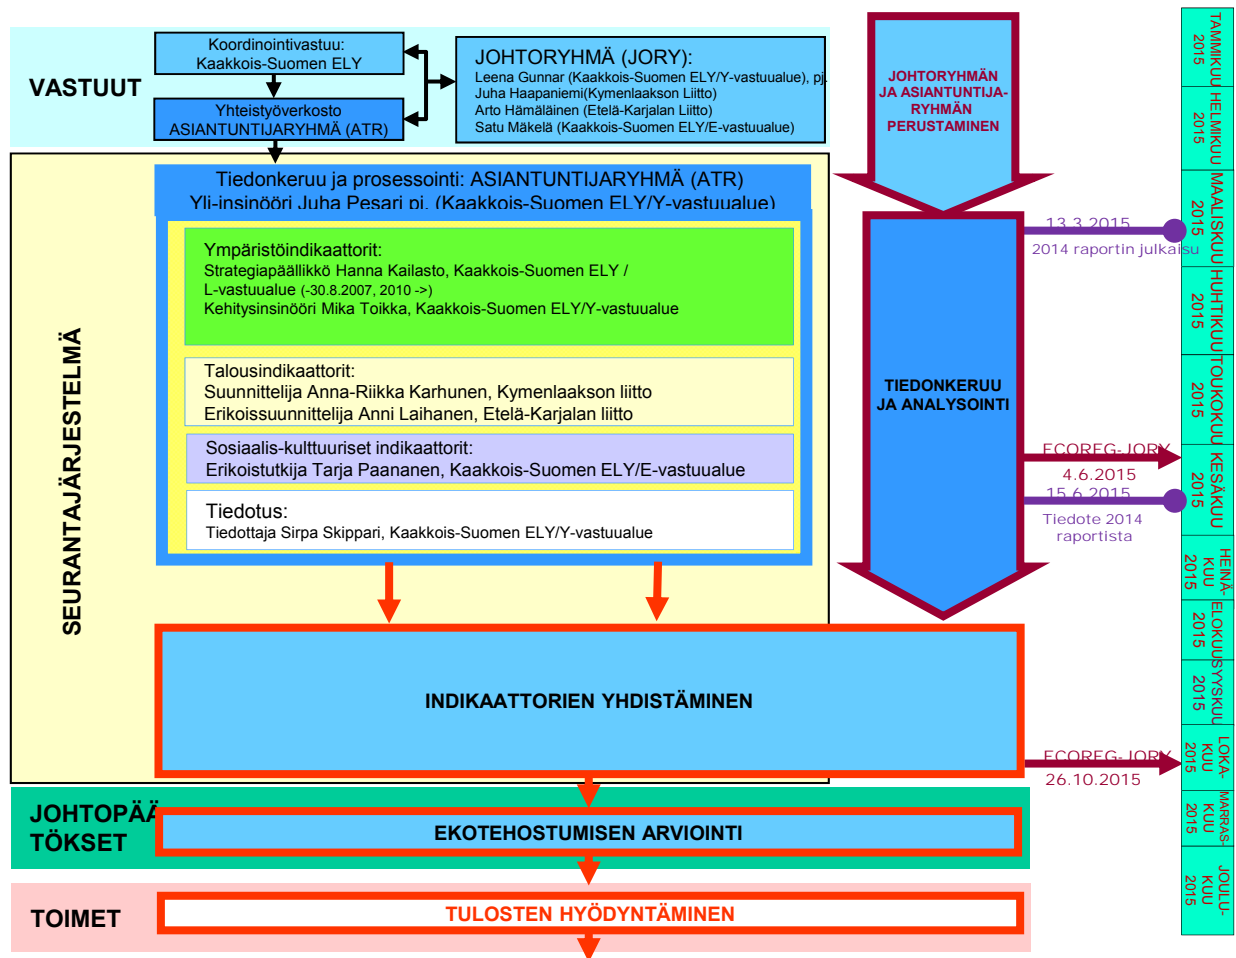 VASTUUT
Koordinointivastuu:
Kaakkois-Suomen ELY
Yhteistyöverkosto
ASIANTUNTIJARYHMÄ (ATR)
JOHTORYHMÄ (JORY):
Leena Gunnar (Kaakkois-Suomen ELY/Y-vastuualue), pj.
Juha Haapaniemi(Kymenlaakson Liitto)
Arto Hämäläinen (Etelä-Karjalan Liitto)
Satu Mäkelä (Kaakkois-Suomen ELY/E-vastuualue)
SEURANTAJÄRJESTELMÄ
Tiedonkeruu ja prosessointi: ASIANTUNTIJARYHMÄ (ATR)
Yli-insinööri Juha Pesari pj. (Kaakkois-Suomen ELY/Y-vastuualue)
Ympäristöindikaattorit:
Strategiapäällikkö Hanna Kailasto, Kaakkois-Suomen ELY /
L-vastuualue (-30.8.2007, 2010 ->)
Kehitysinsinööri Mika Toikka, Kaakkois-Suomen ELY/Y-vastuualue
Talousindikaattorit:
Suunnittelija Anna-Riikka Karhunen, Kymenlaakson liitto
Erikoissuunnittelija Anni Laihanen, Etelä-Karjalan liitto
Sosiaalis-kulttuuriset indikaattorit:
Erikoistutkija Tarja Paananen, Kaakkois-Suomen ELY/E-vastuualue
Tiedotus:
Tiedottaja Sirpa Skippari, Kaakkois-Suomen ELY/Y-vastuualue
INDIKAATTORIEN YHDISTÄMINEN
JOHTOPÄÄ
TÖKSET
EKOTEHOSTUMISEN ARVIOINTI
TOIMET
TULOSTEN HYÖDYNTÄMINEN
JOHTORYHMÄN
JA ASIANTUNTIJA-
RYHMÄN
PERUSTAMINEN
TIEDONKERUU
JA ANALYSOINTI
13.3.2015
2014 raportin julkaisu
ECOREG-JORY
4.6.2015
15.6.2015
Tiedote 2014
raportista
ECOREG-JORY
26.10.2015
TAMMIKUU
2015
HELMIKUU
2015
MAALISKUU
2015
HUHTIKUU
2015
TOUKOKUU
2015
KESÄKUU
2015
HEINÄ-
KUU
2015
ELOKUU
2015
SYYSKUU
2015
LOKA-
KUU
2015
MARRAS-
KUU
2015
JOULU-
KUU
2015